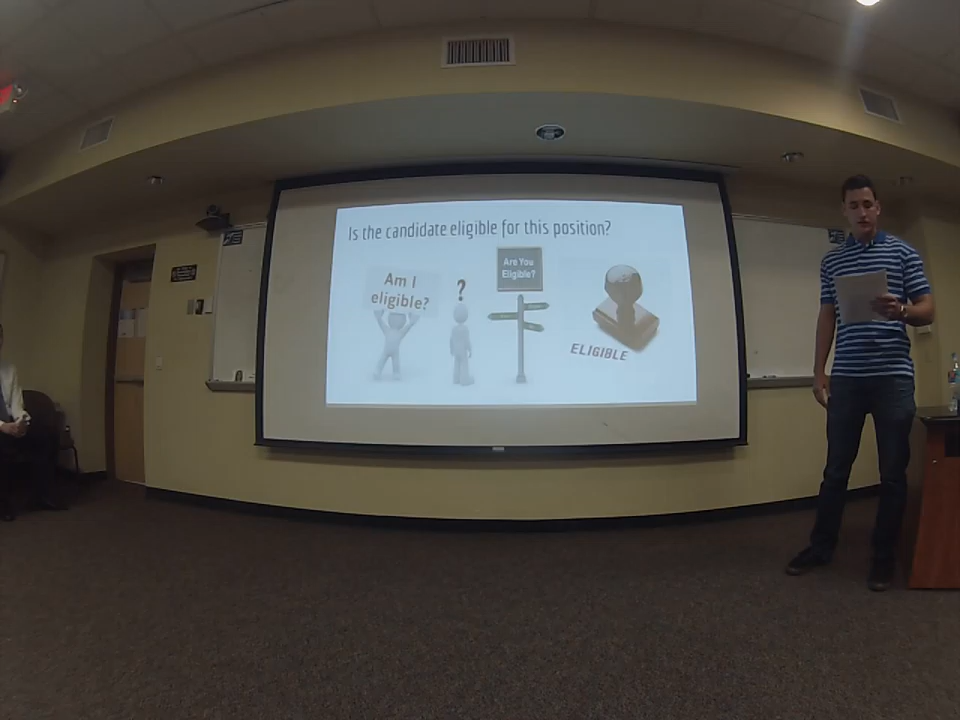 Is the candidate eligible for this position?
Am I
eligible?
?
Are You
Eligible?
ELIGIBLE